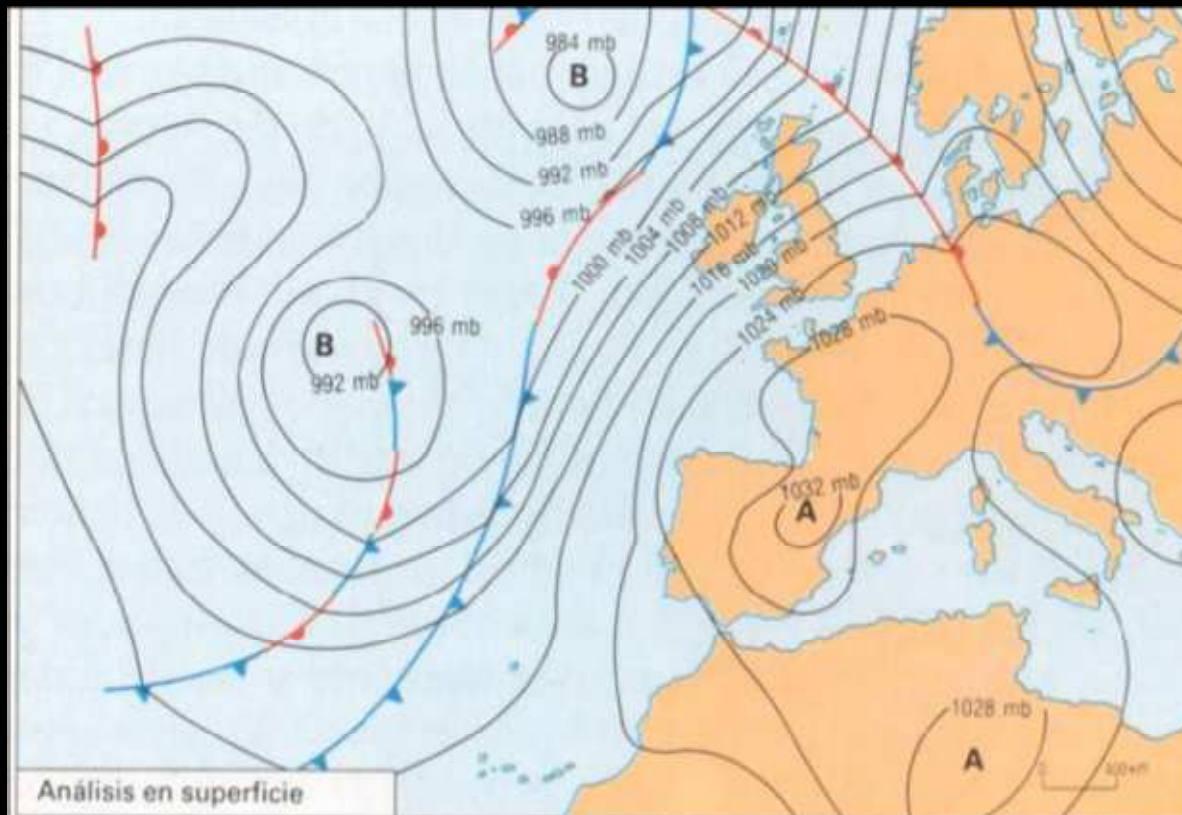 984 mb
B
988 mb
992 mb
996 mb
1000 mb
1004 mb
1008 mb
1012 mb
1016 mb
1020 mb
1024 mb
1028 mb
B
996 mb
992 mb
1032 mb
A
1028 mb
A
Análisis en superficie